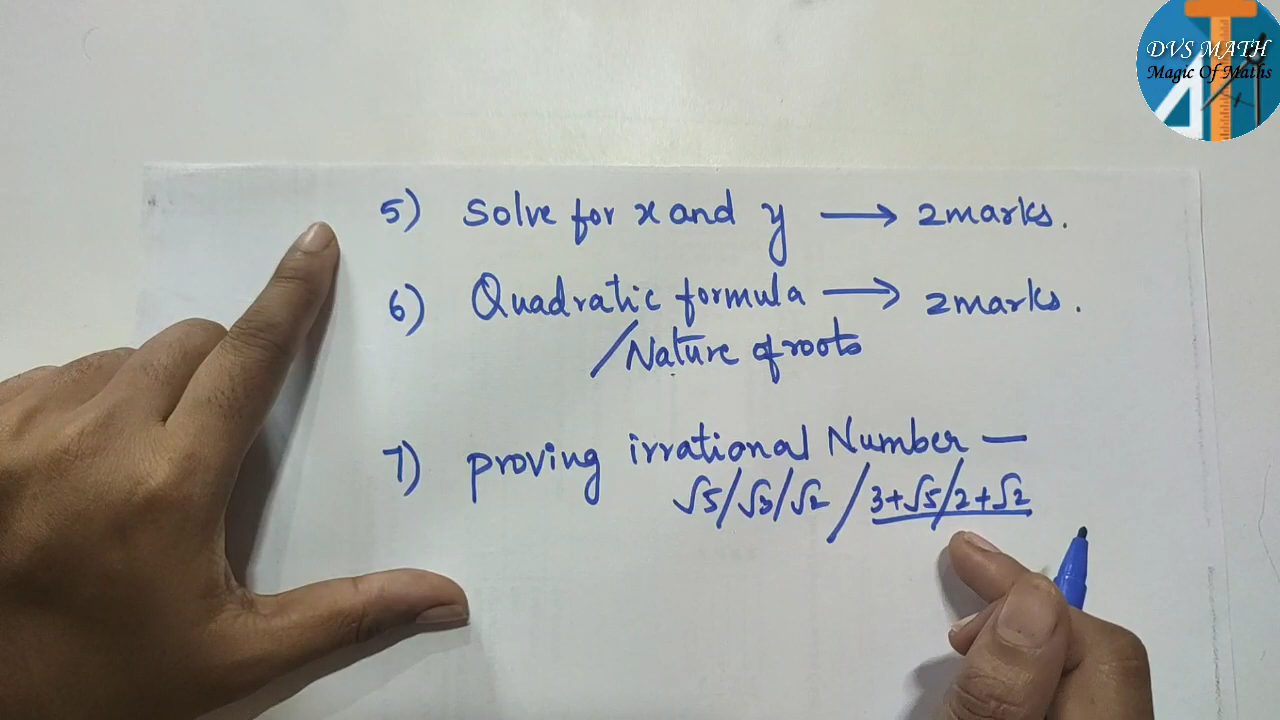 DVS MATH
Magic Of Maths
5) Solve for x and y → 2marks.
6) Quadratic formula → 2marks.
/Nature of roots
7) proving irrational Number —
√5/√3/√2 / 3+√5/2+√2